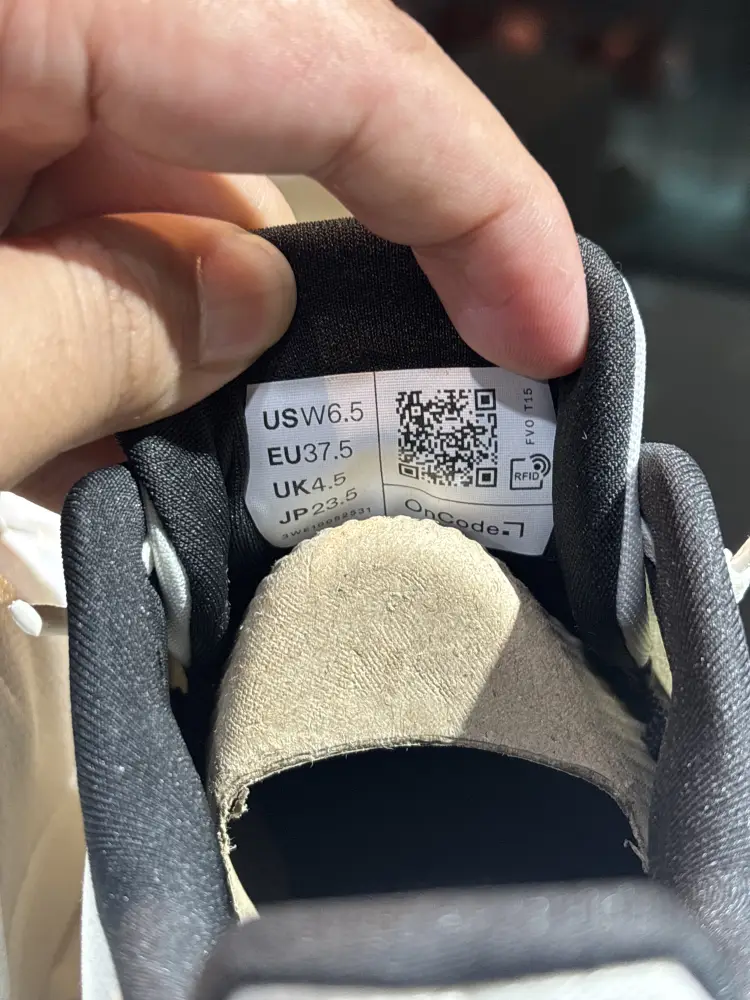 USW6.5
EU37.5
UK4.5
JP23.5
FVO T15
RFID
OnCode